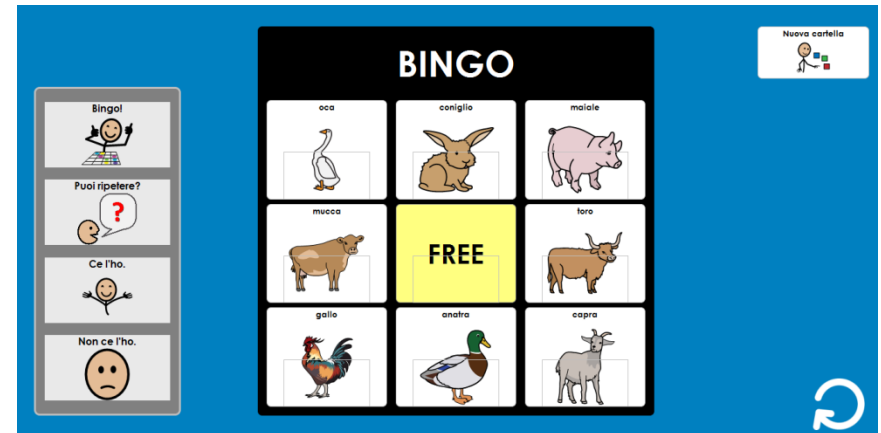 Nuova cartella
BINGO
Bingo!
Puoi ripetere?
?
Ce l'ho.
Non ce l'ho.
oca
coniglio
maiale
mucca
FREE
toro
gallo
anatra
capra